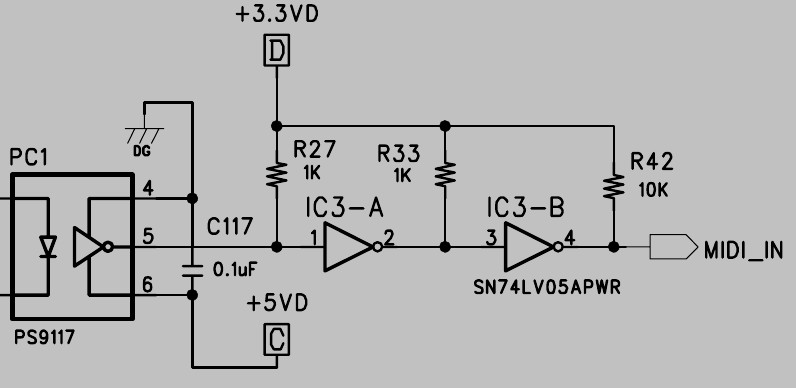 +3.3VD
D
PC1
DG
4
R27
1K
R33
1K
R42
10K
IC3-A
IC3-B
5
C117
1
2
3
4
MIDI_IN
0.1uF
6
SN74LV05APWR
+5VD
PS9117
C